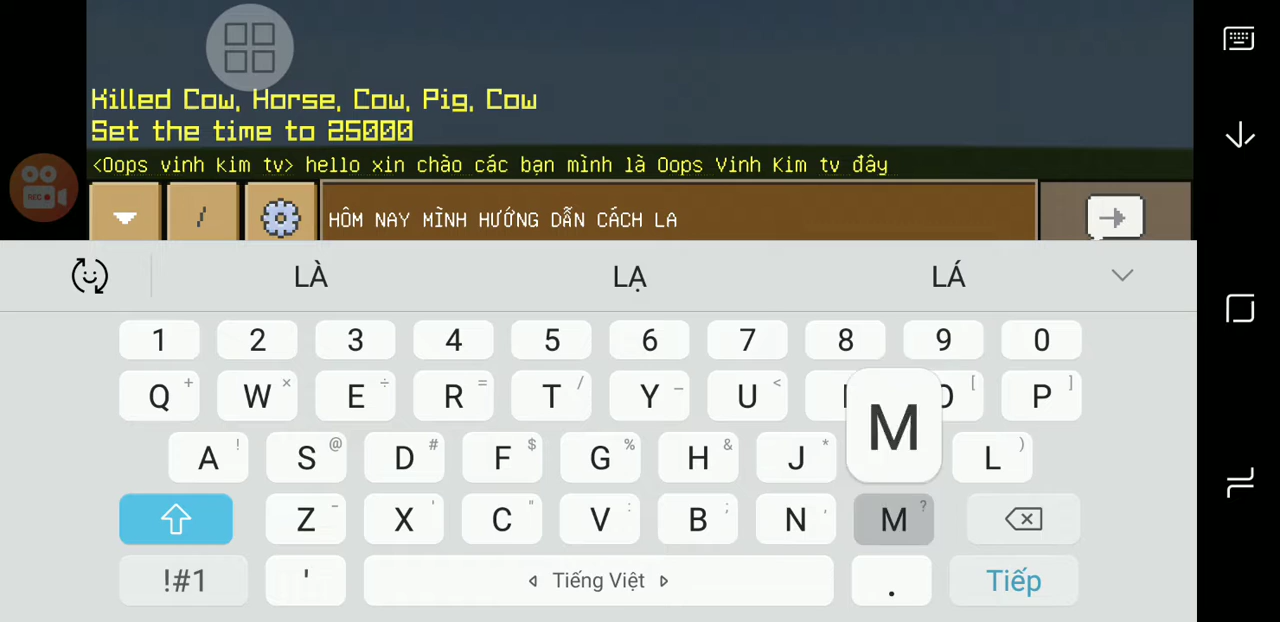 Killed Cow, Horse, Cow, Pig, Cow
Set the time to 25000
<Oops vinh kim tv> hello xin chào các bạn mình là Oops Vinh Kim tv đây
REC
/ HÔM NAY MÌNH HƯỚNG DẪN CÁCH LA
LÀ LẠ LÁ
1 2 3 4 5 6 7 8 9 0
Q + W × E ÷ R = T / Y _ U < [ P ]
A ! S @ D # F $ G % H & J * M L )
Z - X ' C " V : B ; N , M ?
!#1 ' Tiếng Việt . Tiếp